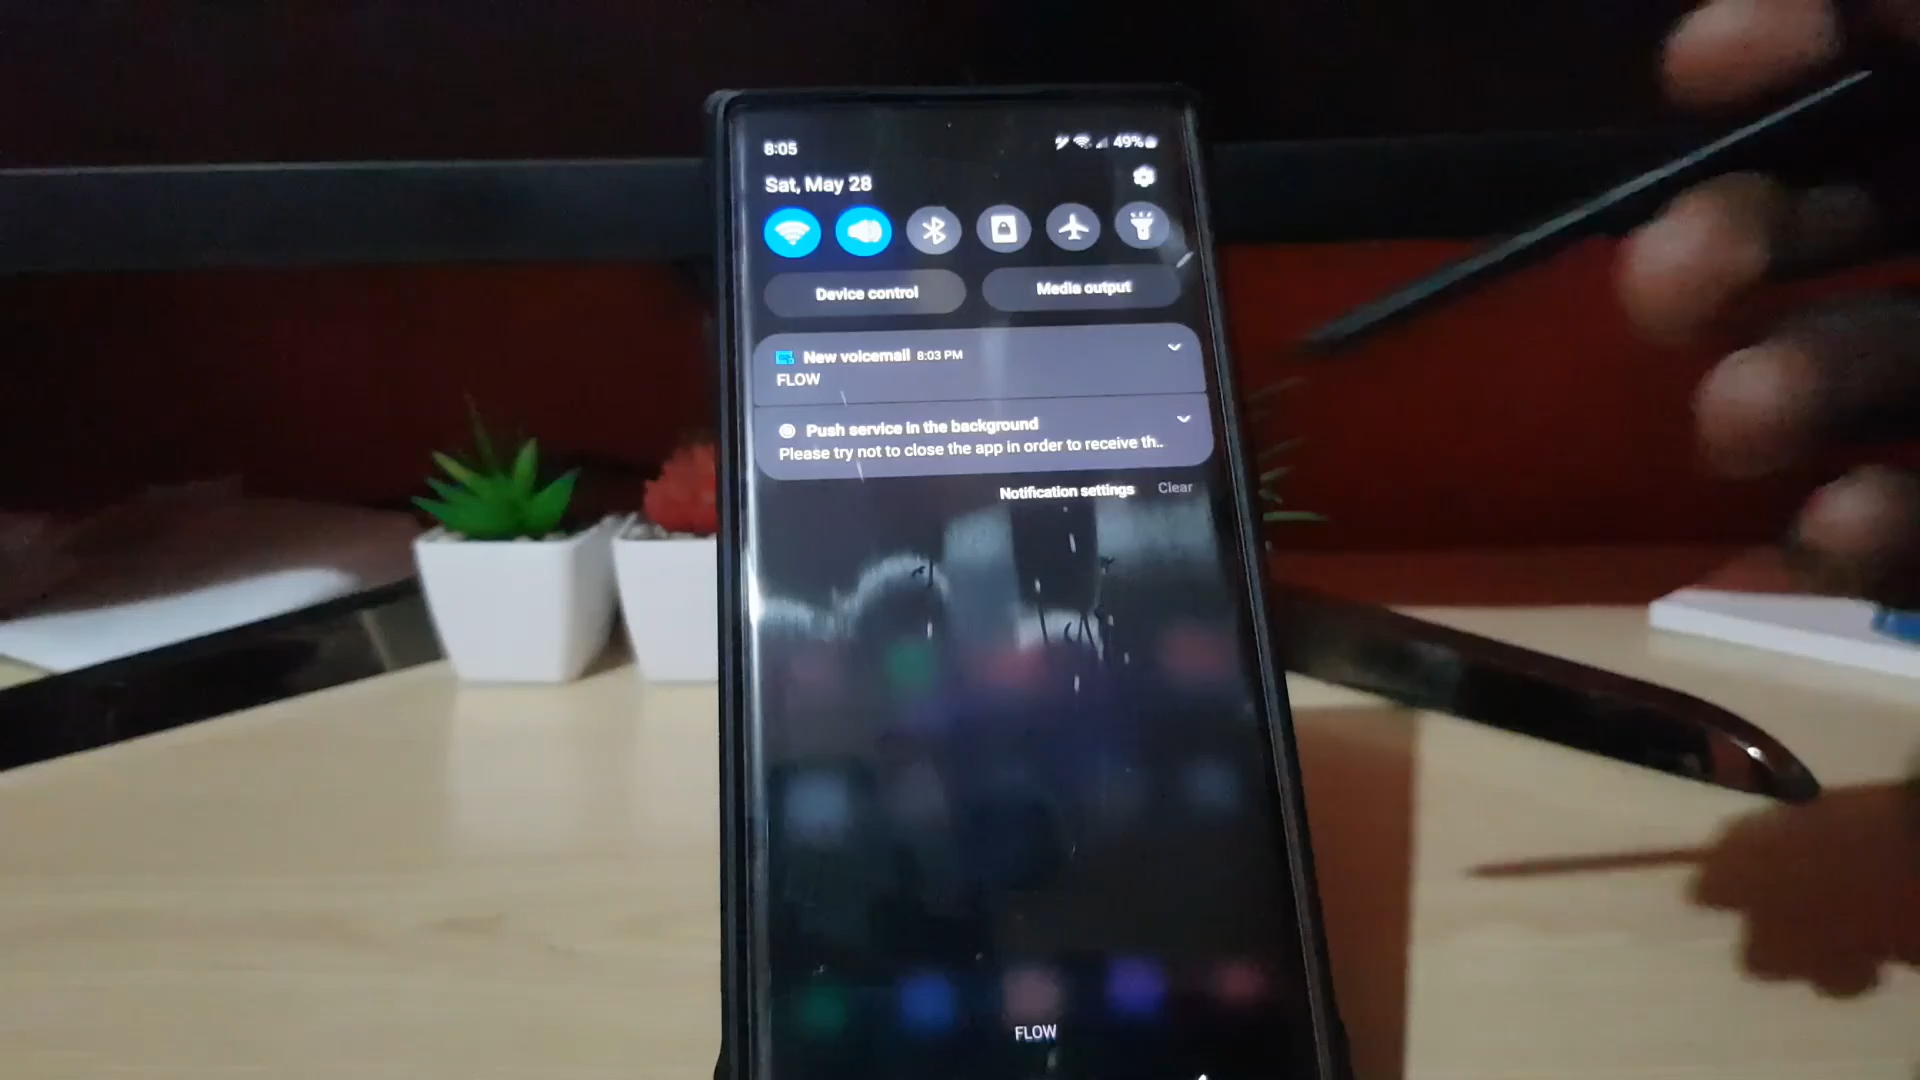 8:05 49%
Sat, May 28
Device control Media output
New voicemail 8:03 PM
FLOW
Push service in the background
Please try not to close the app in order to receive th..
Notification settings Clear
FLOW